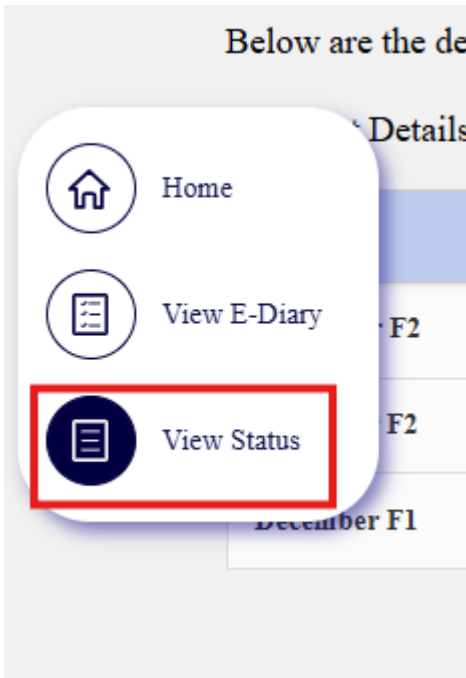 Below are the de
Details
Home
View E-Diary
F2
View Status
F2
December F1